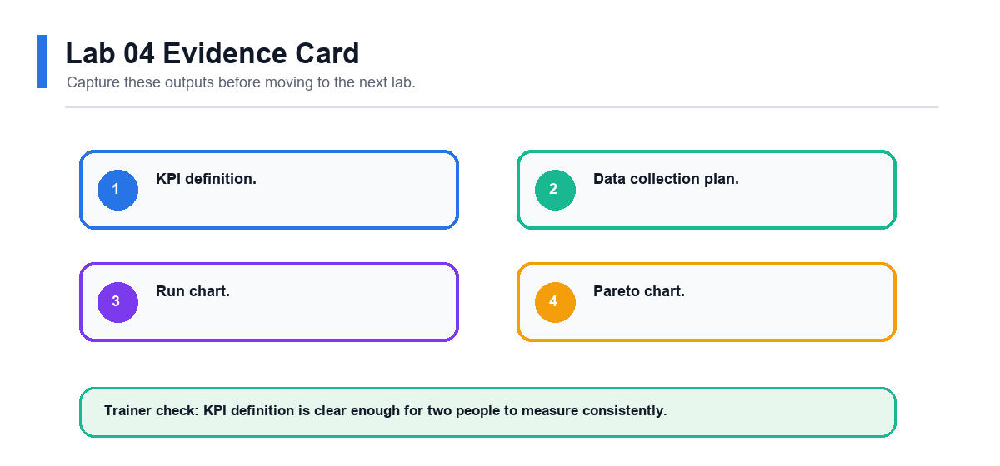 Lab 04 Evidence Card
Capture these outputs before moving to the next lab.
1
KPI definition.
2
Data collection plan.
3
Run chart.
4
Pareto chart.
Trainer check: KPI definition is clear enough for two people to measure consistently.